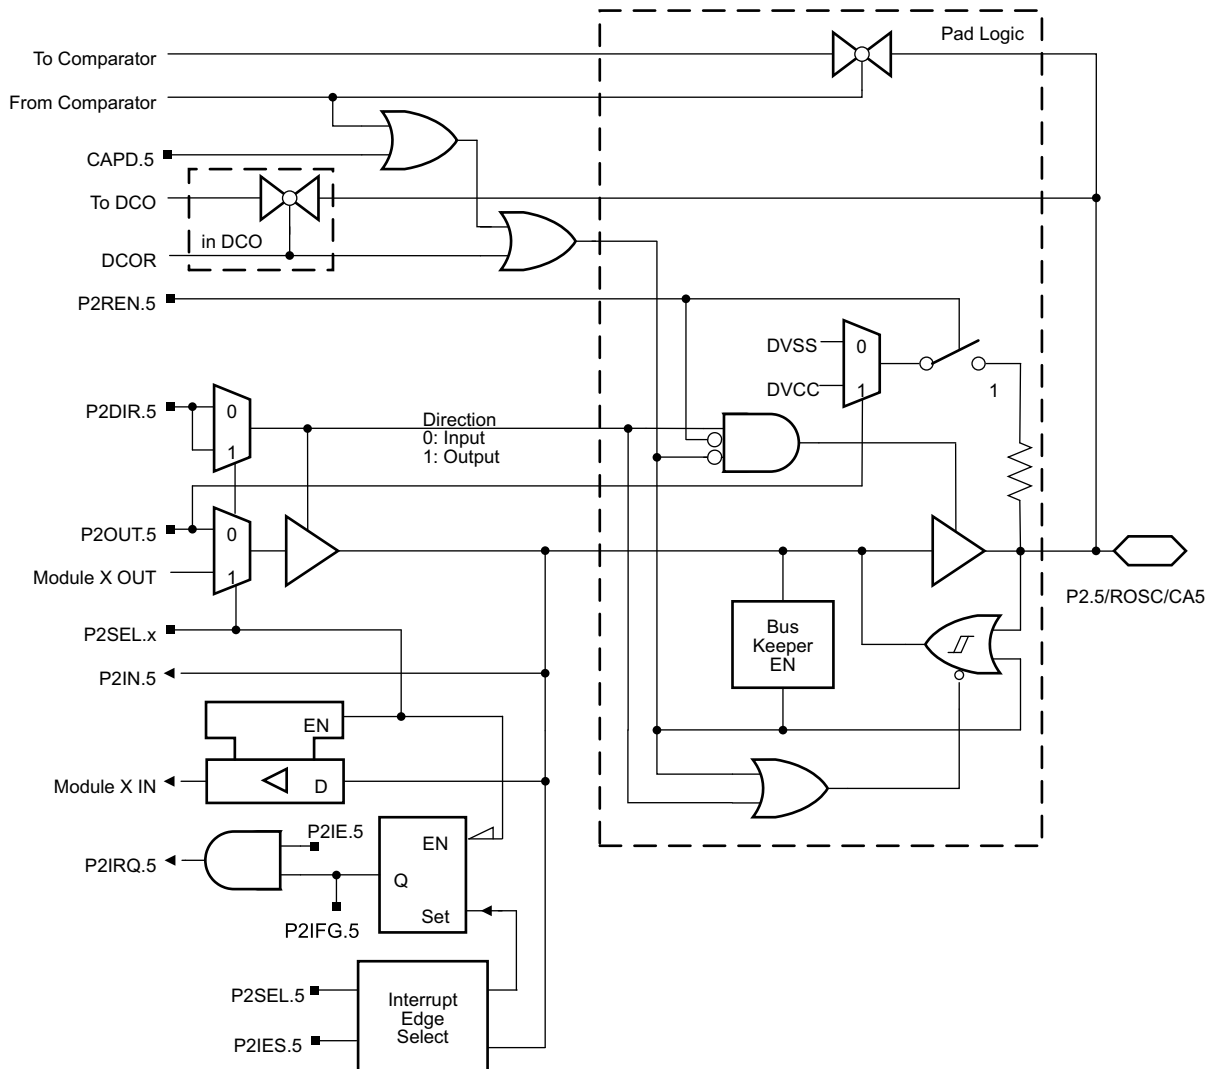 Pad Logic
To Comparator
From Comparator
CAPD.5
To DCO
in DCO
DCOR
P2REN.5
DVSS
0
DVCC
1
1
P2DIR.5
0
1
Direction
0: Input
1: Output
P2OUT.5
0
Module X OUT
1
P2.5/ROSC/CA5
P2SEL.x
Bus
Keeper
EN
P2IN.5
EN
Module X IN
D
P2IE.5
EN
P2IRQ.5
Q
Set
P2IFG.5
P2SEL.5
Interrupt
Edge
Select
P2IES.5